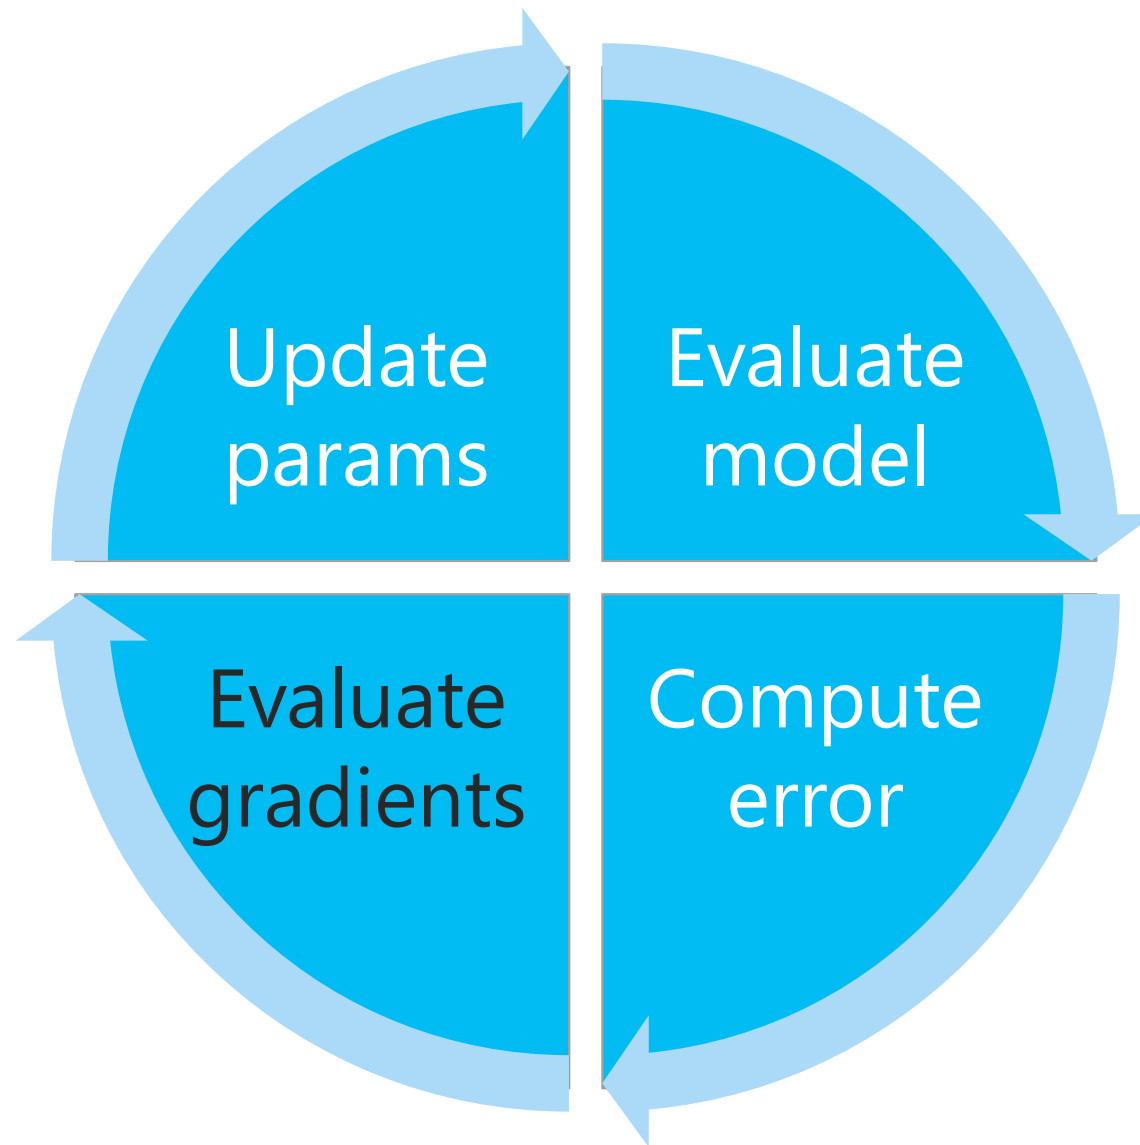 Update
params
Evaluate
model
Evaluate
gradients
Compute
error